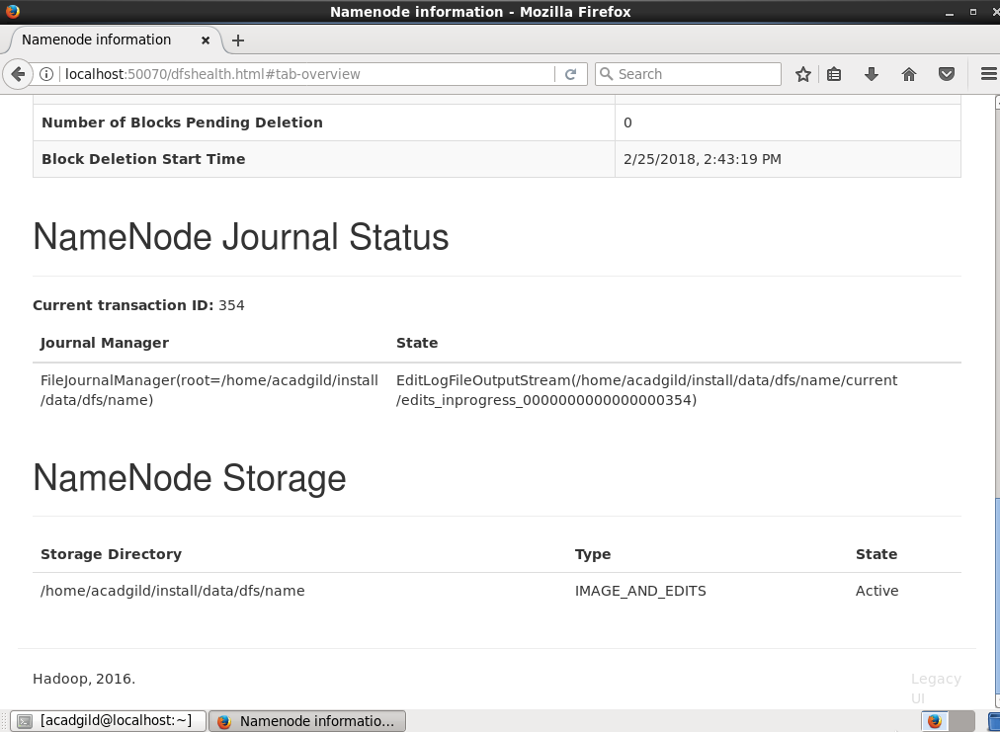 Namenode information - Mozilla Firefox
Namenode information
localhost:50070/dfshealth.html#tab-overview
Search
Number of Blocks Pending Deletion 0
Block Deletion Start Time 2/25/2018, 2:43:19 PM
NameNode Journal Status
Current transaction ID: 354
Journal Manager State
FileJournalManager(root=/home/acadgild/install EditLogFileOutputStream(/home/acadgild/install/data/dfs/name/current
/data/dfs/name) /edits_inprogress_0000000000000000354)
NameNode Storage
Storage Directory Type State
/home/acadgild/install/data/dfs/name IMAGE_AND_EDITS Active
Hadoop, 2016. Legacy
UI
[acadgild@localhost:~] Namenode informatio...